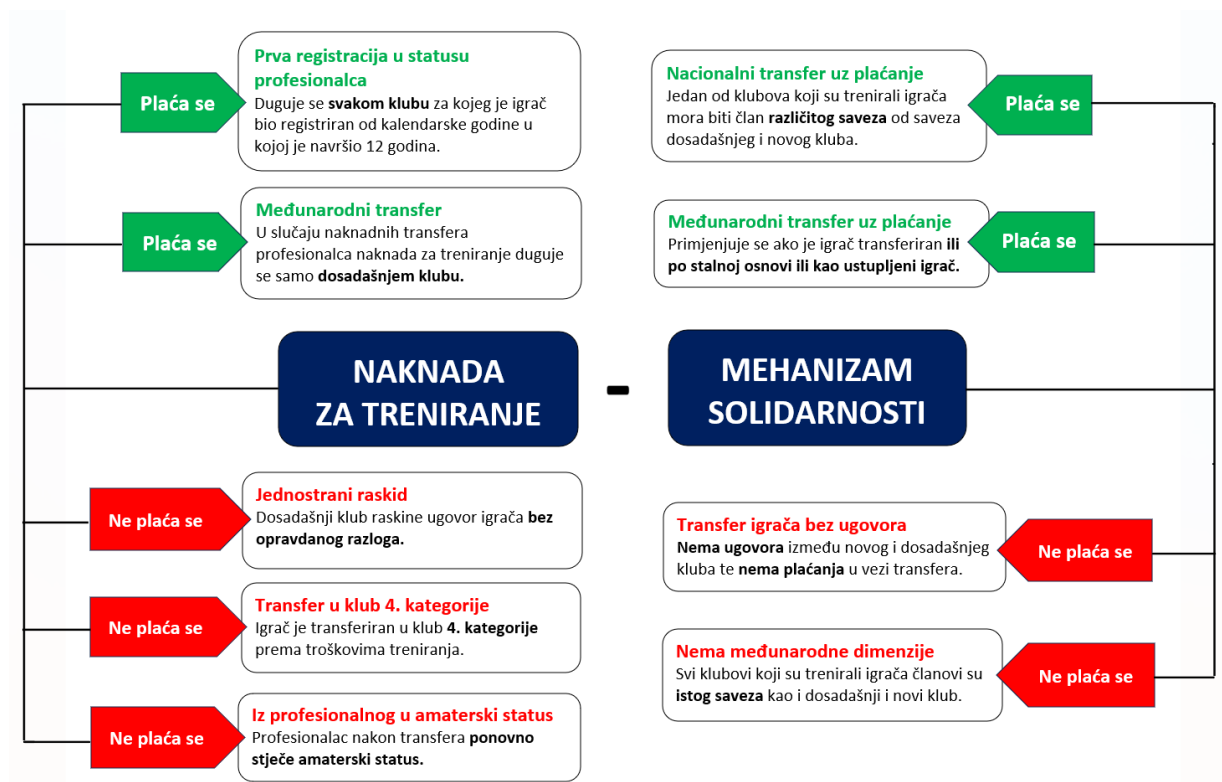 Plaća se
Prva registracija u statusu
profesionalca
Duguje se svakom klubu za kojeg je igrač
bio registriran od kalendarske godine u
kojoj je navršio 12 godina.
Plaća se
Međunarodni transfer
U slučaju naknadnih transfera
profesionalca naknada za treniranje duguje
se samo dosadašnjem klubu.
Nacionalni transfer uz plaćanje
Jedan od klubova koji su trenirali igrača
mora biti član različitog saveza od saveza
dosadašnjeg i novog kluba.
Plaća se
Međunarodni transfer uz plaćanje
Primjenjuje se ako je igrač transferiran ili
po stalnoj osnovi ili kao ustupljeni igrač.
Plaća se
NAKNADA
ZA TRENIRANJE
-
MEHANIZAM
SOLIDARNOSTI
Ne plaća se
Jednostrani raskid
Dosadašnji klub raskine ugovor igrača bez
opravdanog razloga.
Ne plaća se
Transfer u klub 4. kategorije
Igrač je transferiran u klub 4. kategorije
prema troškovima treniranja.
Ne plaća se
Iz profesionalnog u amaterski status
Profesionalac nakon transfera ponovno
stječe amaterski status.
Transfer igrača bez ugovora
Nema ugovora između novog i dosadašnjeg
kluba te nema plaćanja u vezi transfera.
Ne plaća se
Nema međunarodne dimenzije
Svi klubovi koji su trenirali igrača članovi su
istog saveza kao i dosadašnji i novi klub.
Ne plaća se